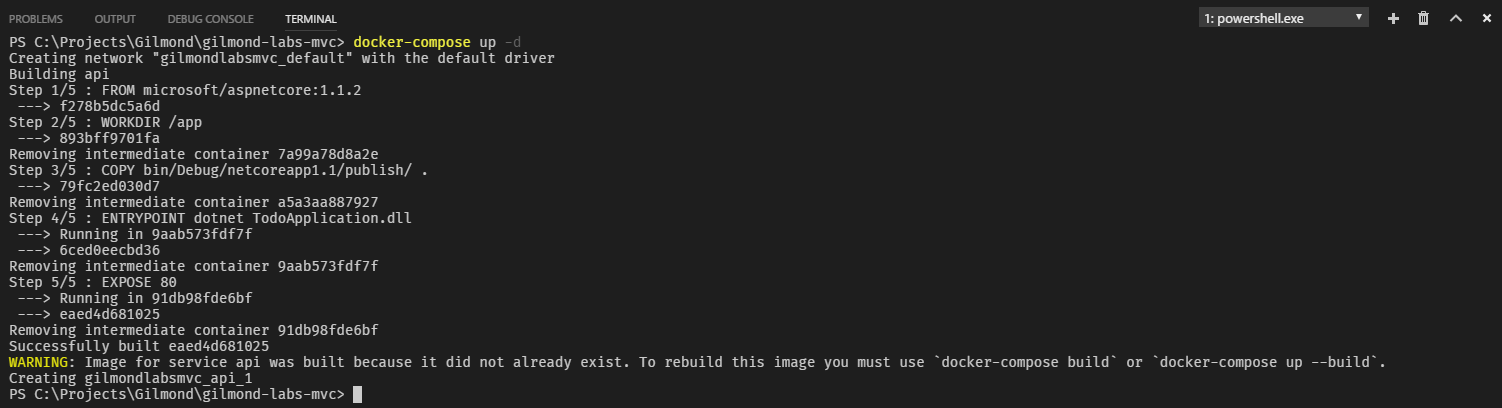 PROBLEMS OUTPUT DEBUG CONSOLE TERMINAL 1: powershell.exe
PS C:\Projects\Gilmond\gilmond-labs-mvc> docker-compose up -d
Creating network "gilmondlabsmvc_default" with the default driver
Building api
Step 1/5 : FROM microsoft/aspnetcore:1.1.2
 ---> f278b5dc5a6d
Step 2/5 : WORKDIR /app
 ---> 893bff9701fa
Removing intermediate container 7a99a78d8a2e
Step 3/5 : COPY bin/Debug/netcoreapp1.1/publish/ .
 ---> 79fc2ed030d7
Removing intermediate container a5a3aa887927
Step 4/5 : ENTRYPOINT dotnet TodoApplication.dll
 ---> Running in 9aab573fdf7f
 ---> 6ced0eecbd36
Removing intermediate container 9aab573fdf7f
Step 5/5 : EXPOSE 80
 ---> Running in 91db98fde6bf
 ---> eaed4d681025
Removing intermediate container 91db98fde6bf
Successfully built eaed4d681025
WARNING: Image for service api was built because it did not already exist. To rebuild this image you must use `docker-compose build` or `docker-compose up --build`.
Creating gilmondlabsmvc_api_1
PS C:\Projects\Gilmond\gilmond-labs-mvc>